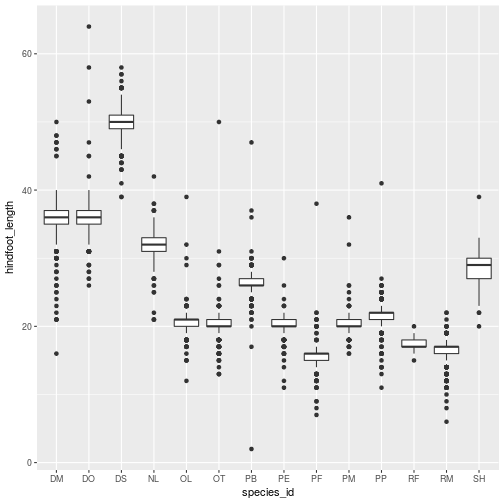 hindfoot_length
60
40
20
0
DM DO DS NL OL OT PB PE PF PM PP RF RM SH
species_id